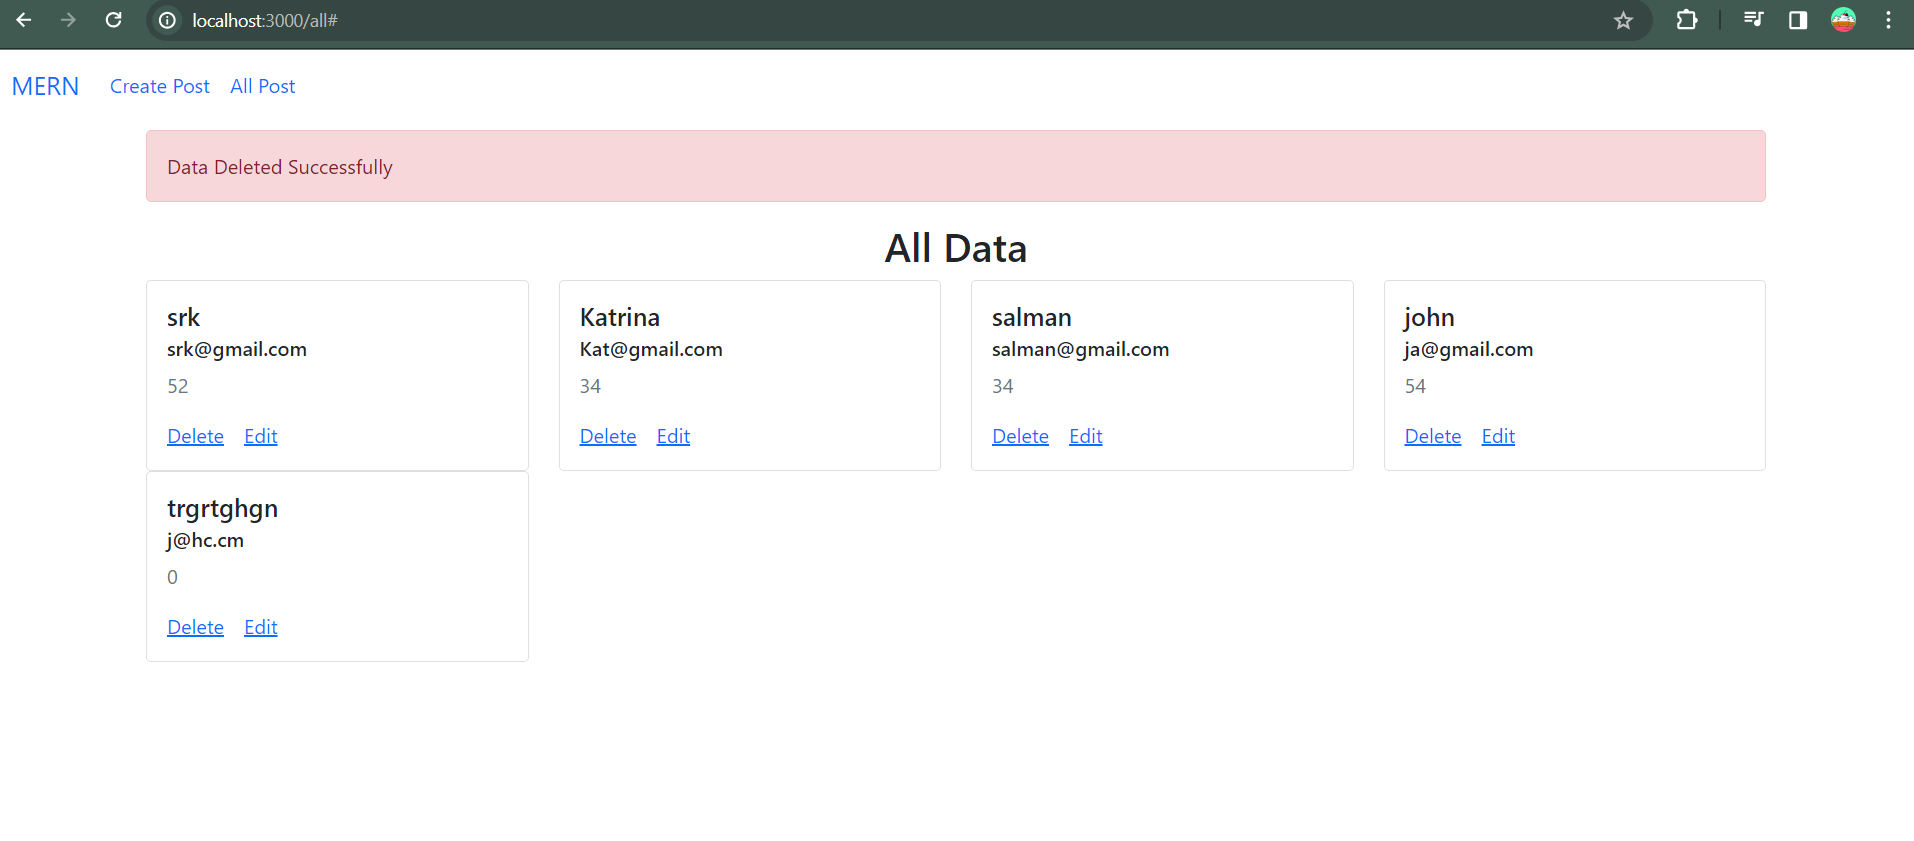 localhost:3000/all#
MERN Create Post All Post
Data Deleted Successfully
All Data
srk
srk@gmail.com
52
Delete Edit
Katrina
Kat@gmail.com
34
Delete Edit
salman
salman@gmail.com
34
Delete Edit
john
ja@gmail.com
54
Delete Edit
trgrtghgn
j@hc.cm
0
Delete Edit